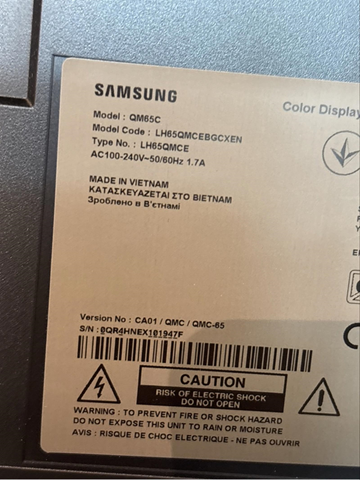 SAMSUNG
Color Display
Model : QM65C
Model Code : LH65QMCEBGCXEN
Type No. : LH65QMCE
AC100-240V~50/60Hz 1.7A
MADE IN VIETNAM
ΚΑΤΑΣΚΕΥΑΖΕΤΑΙ ΣΤΟ ΒΙΕΤΝΑΜ
Зроблено в В'єтнамі
Version No : CA01 / QMC / QMC-65
S/N : 0QR4HNEX101947F
CAUTION
RISK OF ELECTRIC SHOCK
DO NOT OPEN
WARNING : TO PREVENT FIRE OR SHOCK HAZARD
DO NOT EXPOSE THIS UNIT TO RAIN OR MOISTURE
AVIS : RISQUE DE CHOC ELECTRIQUE - NE PAS OUVRIR